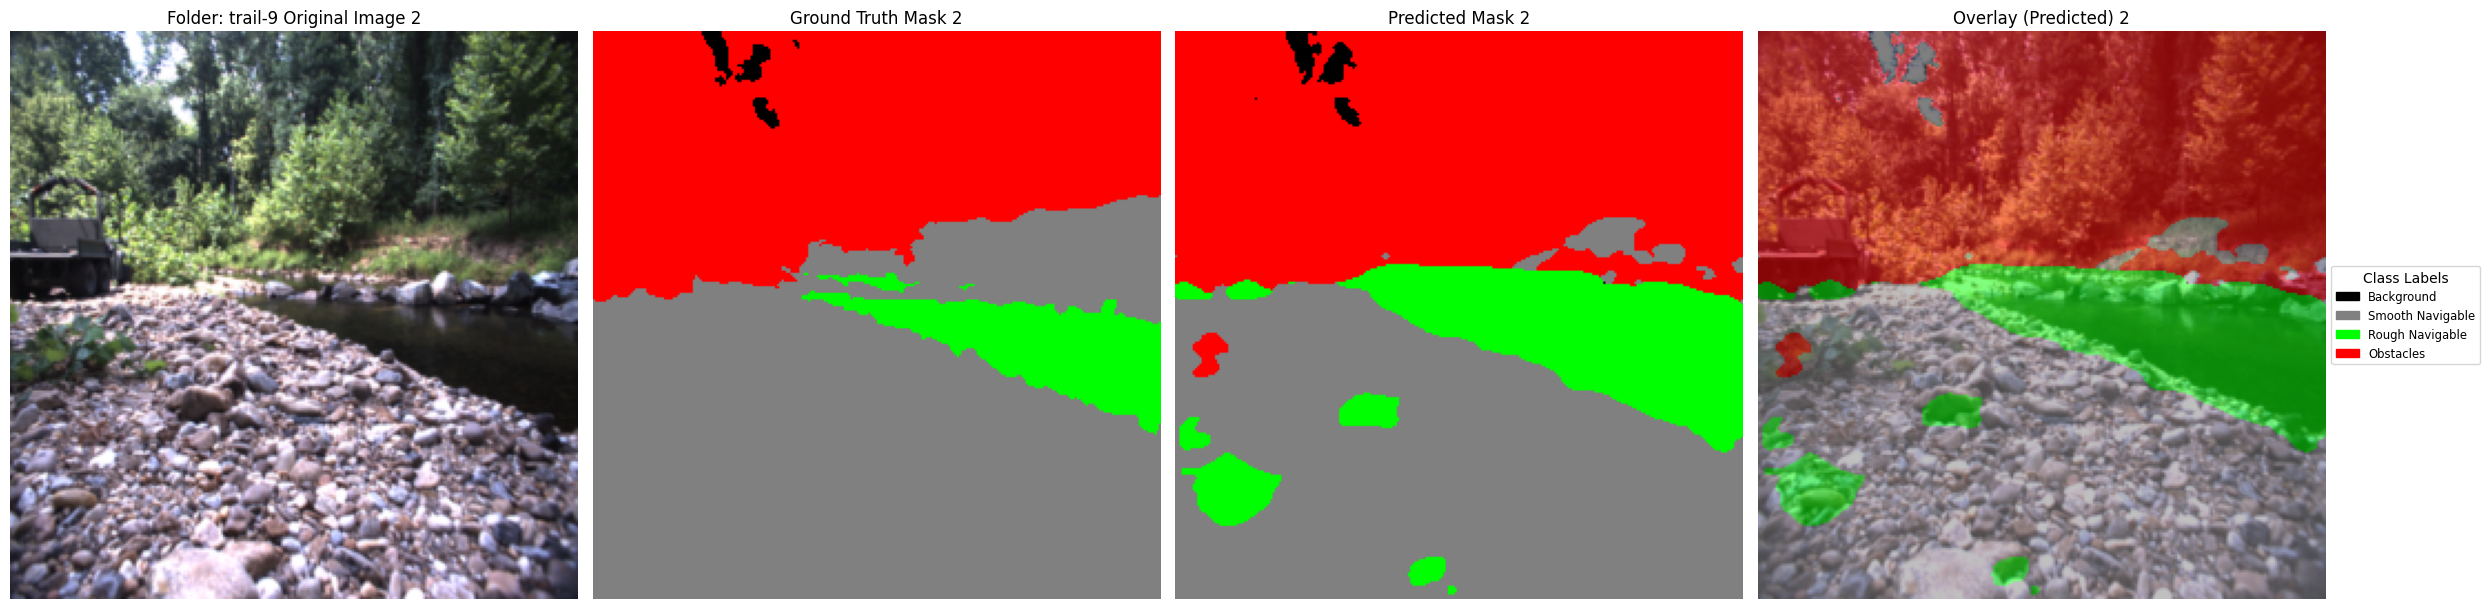 Folder: trail-9 Original Image 2
Ground Truth Mask 2
Predicted Mask 2
Overlay (Predicted) 2
Class Labels
Background
Smooth Navigable
Rough Navigable
Obstacles